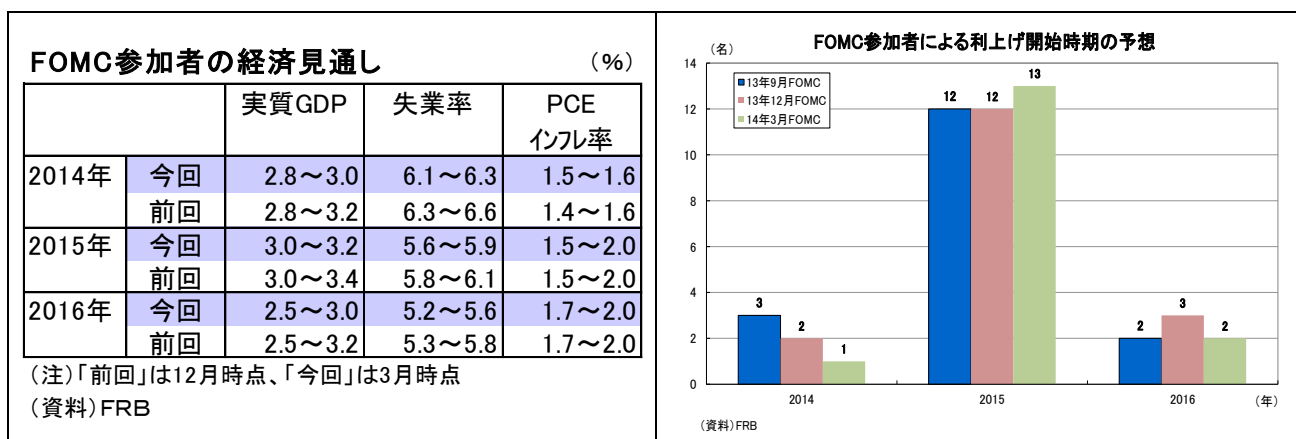 FOMC参加者の経済見通し (%)
実質GDP 失業率 PCE
インフレ率
2014年 今回 2.8~3.0 6.1~6.3 1.5~1.6
前回 2.8~3.2 6.3~6.6 1.4~1.6
2015年 今回 3.0~3.2 5.6~5.9 1.5~2.0
前回 3.0~3.4 5.8~6.1 1.5~2.0
2016年 今回 2.5~3.0 5.2~5.6 1.7~2.0
前回 2.5~3.2 5.3~5.8 1.7~2.0
(注)「前回」は12月時点、「今回」は3月時点
(資料)FRB
FOMC参加者による利上げ開始時期の予想
(名)
13年9月FOMC
13年12月FOMC
14年3月FOMC
14
12
10
8
6
4
2
0
3 2 1
12 12 13
2 3 2
2014 2015 2016 (年)
(資料)FRB